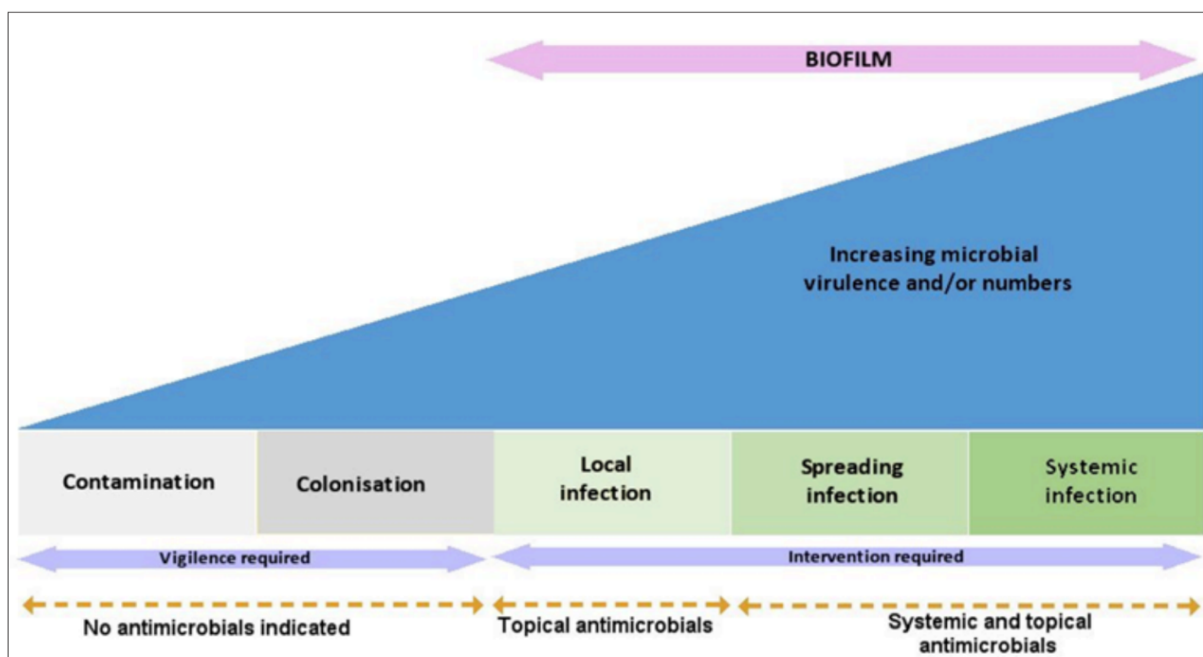 BIOFILM
Increasing microbial
virulence and/or numbers
Contamination
Colonisation
Local
infection
Spreading
infection
Systemic
infection
Vigilence required
Intervention required
No antimicrobials indicated
Topical antimicrobials
Systemic and topical
antimicrobials